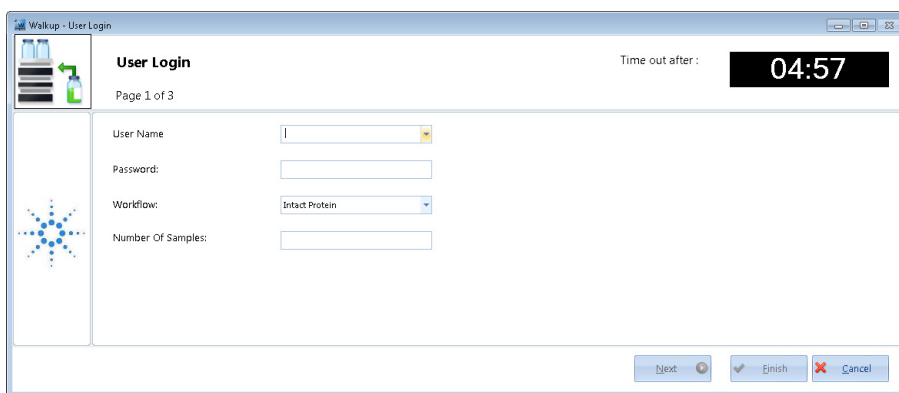 Walkup - User Login
User Login
Time out after :
04:57
Page 1 of 3
User Name
Password:
Workflow:
Intact Protein
Number Of Samples:
Next
Finish
Cancel